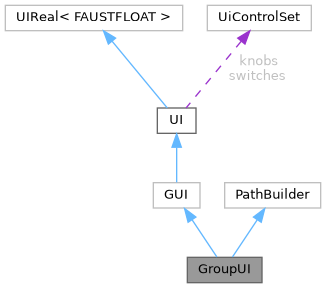 UIReal< FAUSTFLOAT >
UiControlSet
knobs
switches
UI
GUI
PathBuilder
GroupUI